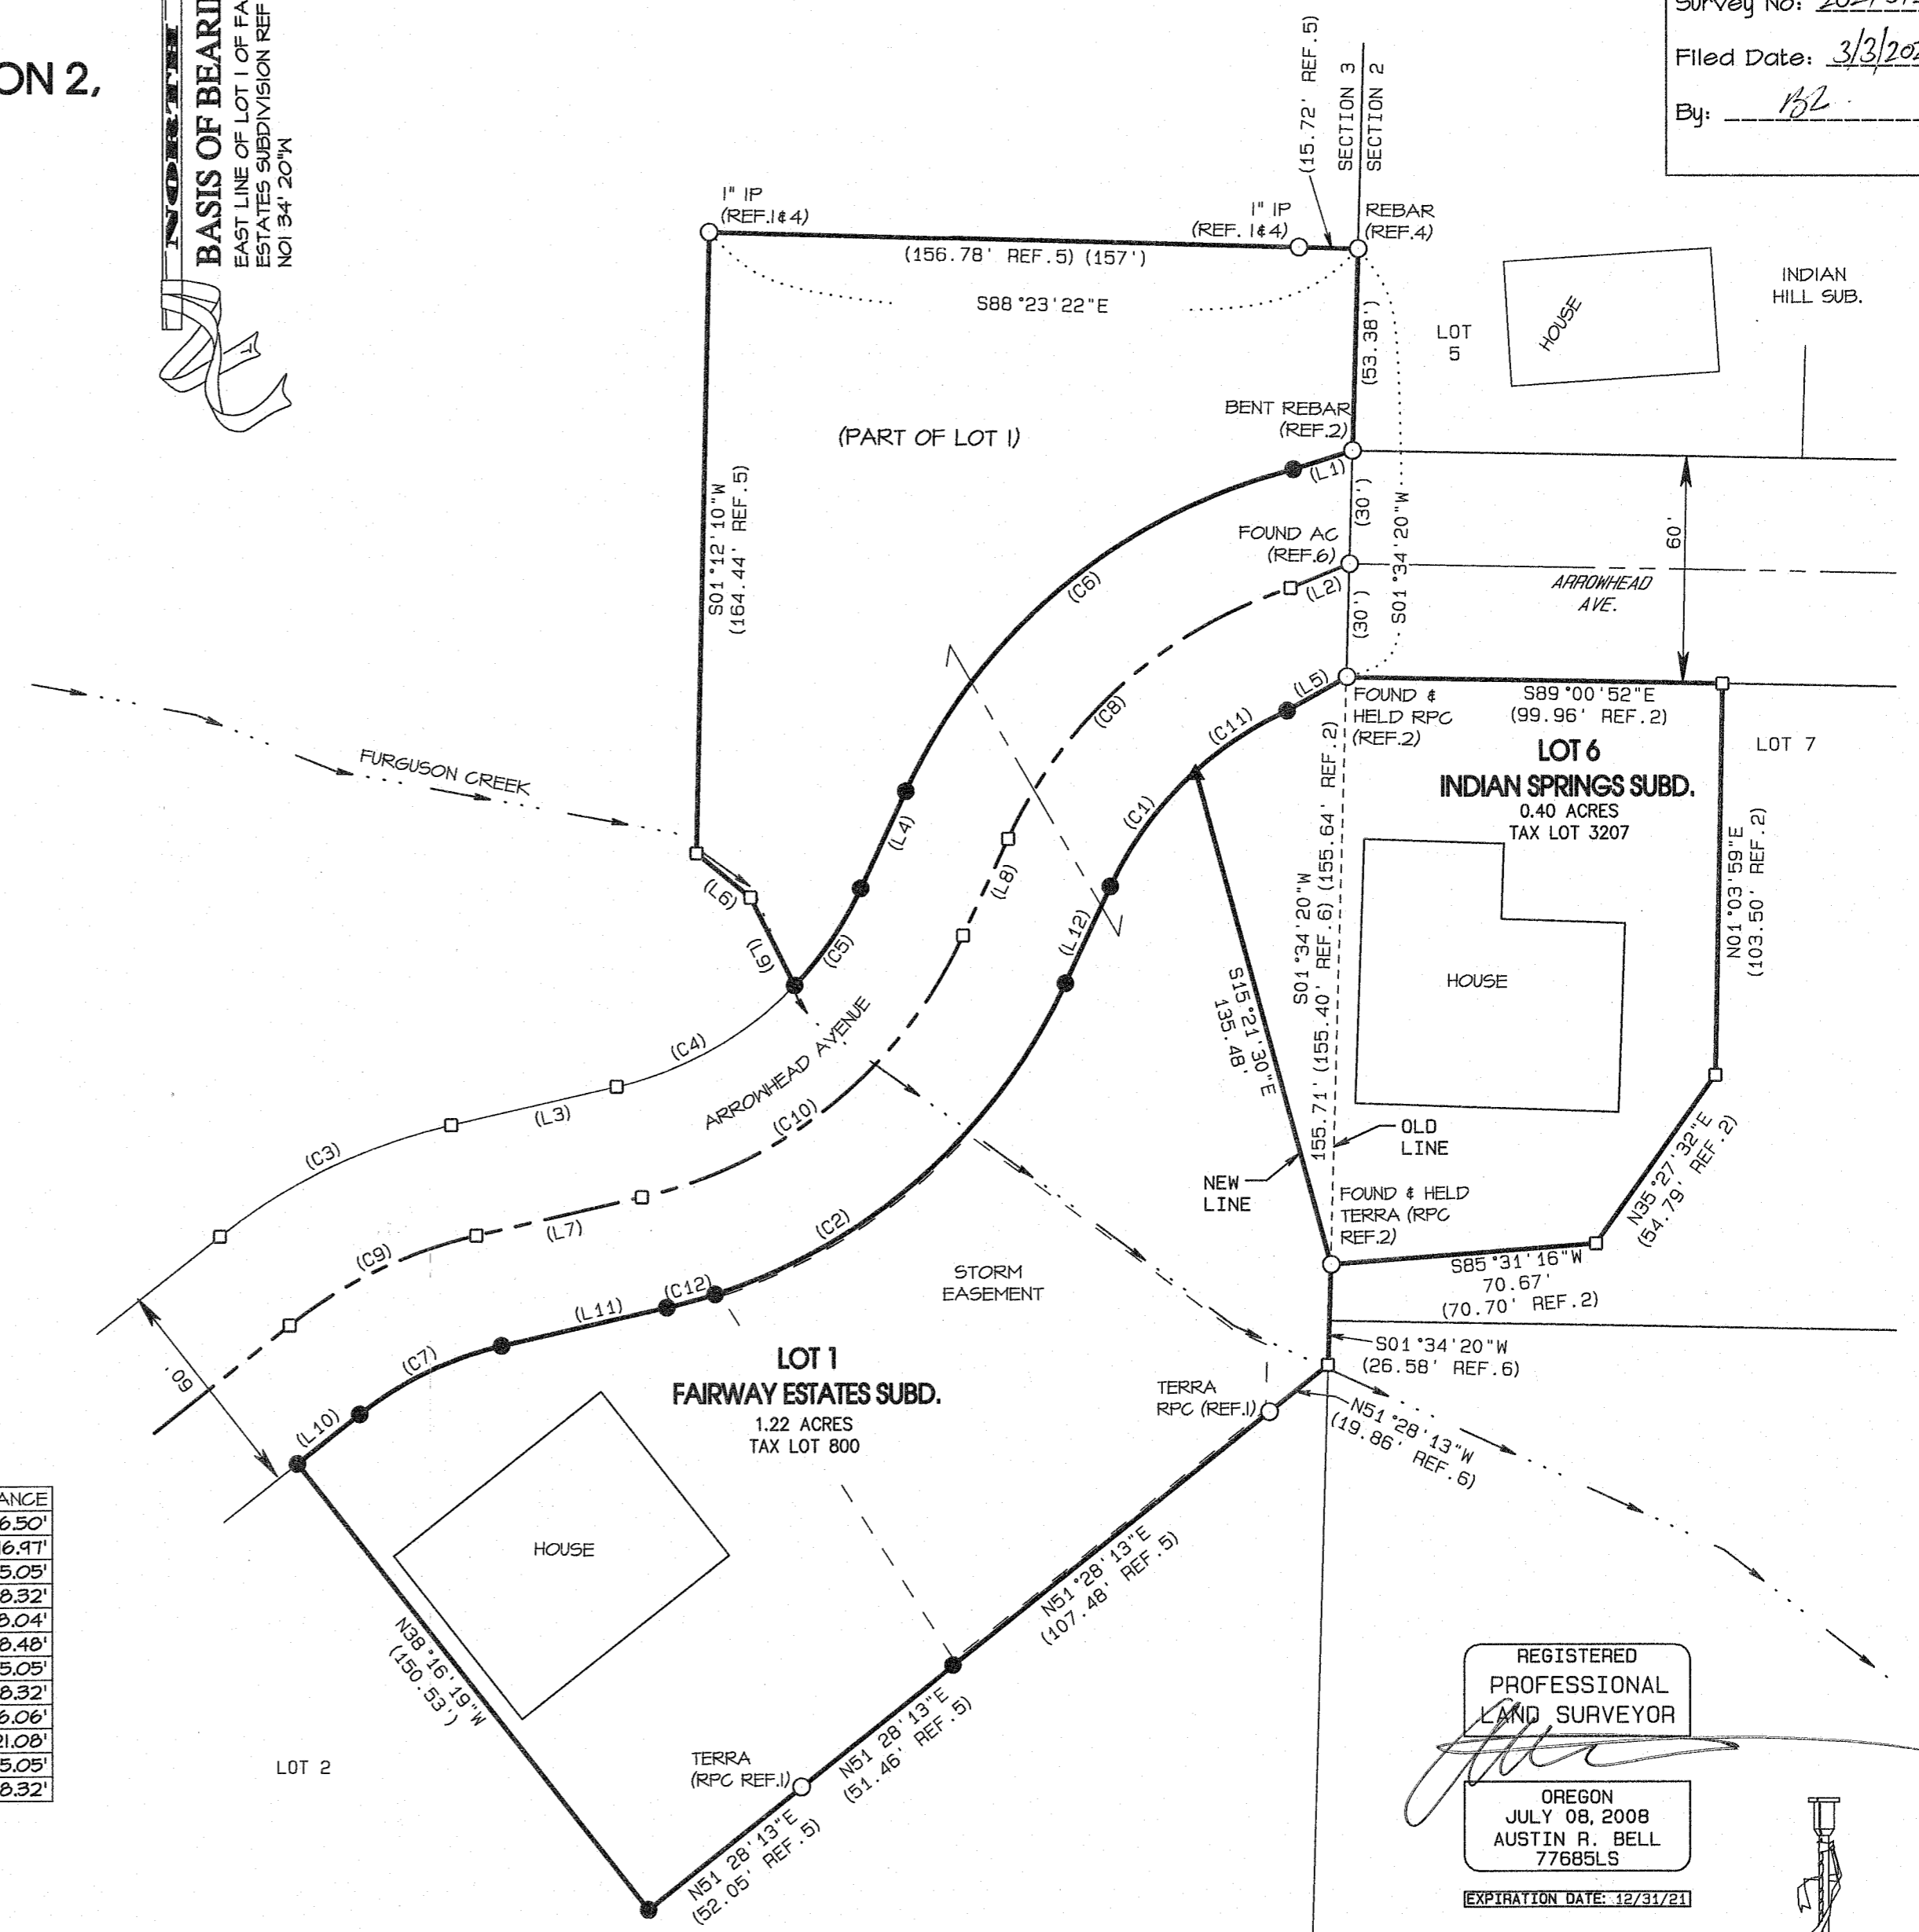 ON 2,
NORTH
BASIS OF BEARI
EAST LINE OF LOT 1 OF FA
ESTATES SUBDIVISION REF
N01 34' 20"W
Survey No:
Filed Date: 3/3/202
By: BL
1" IP
(REF.1&4)
1" IP
(REF. 1&4)
(15.72' REF.5)
SECTION 3
SECTION 2
REBAR
(REF.4)
(156.78' REF.5) (157')
S88°23'22"E
(53.38')
LOT
5
HOUSE
INDIAN
HILL SUB.
BENT REBAR
(REF.2)
(PART OF LOT 1)
S01°12'10"W
(164.44' REF.5)
(L1)
(30')
S01°34'20"W
60'
FOUND AC
(REF.6)
(L2)
(30')
ARROWHEAD
AVE.
(C6)
(C8)
(L5)
(C11)
FOUND &
HELD RPC
(REF.2)
S89°00'52"E
(99.96' REF.2)
LOT 6
INDIAN SPRINGS SUBD.
0.40 ACRES
TAX LOT 3207
LOT 7
FURGUSON CREEK
(L4)
(C1)
(L8)
(L6)
(L9)
(C5)
(L12)
S15°21'30"E
135.48'
S01°34'20"W
155.71' (155.40' REF.6) (155.64' REF.2)
HOUSE
N01°03'59"E
(103.50' REF.2)
(C4)
ARROWHEAD AVENUE
(L3)
(C10)
(C3)
OLD
LINE
NEW
LINE
N35°27'32"E
(54.79' REF.2)
FOUND & HELD
TERRA (RPC
REF.2)
(L7)
(C2)
(C9)
S85°31'16"W
70.67'
(70.70' REF.2)
STORM
EASEMENT
(L11)
(C12)
S01°34'20"W
(26.58' REF.6)
60'
(C7)
LOT 1
FAIRWAY ESTATES SUBD.
1.22 ACRES
TAX LOT 800
TERRA
RPC (REF.1)
N51°28'13"W
(19.86' REF.6)
(L10)
HOUSE
N51°28'13"E
(107.48' REF.5)
N38°16'19"W
(150.53')
N51 28'13"E
(51.46' REF.5)
TERRA
(RPC REF.1)
LOT 2
N51 28'13"E
(52.05' REF.5)
ANCE
6.50'
16.97'
5.05'
8.32'
8.04'
8.48'
5.05'
8.32'
6.06'
21.08'
5.05'
8.32'
REGISTERED
PROFESSIONAL
LAND SURVEYOR
OREGON
JULY 08, 2008
AUSTIN R. BELL
77685LS
EXPIRATION DATE: 12/31/21